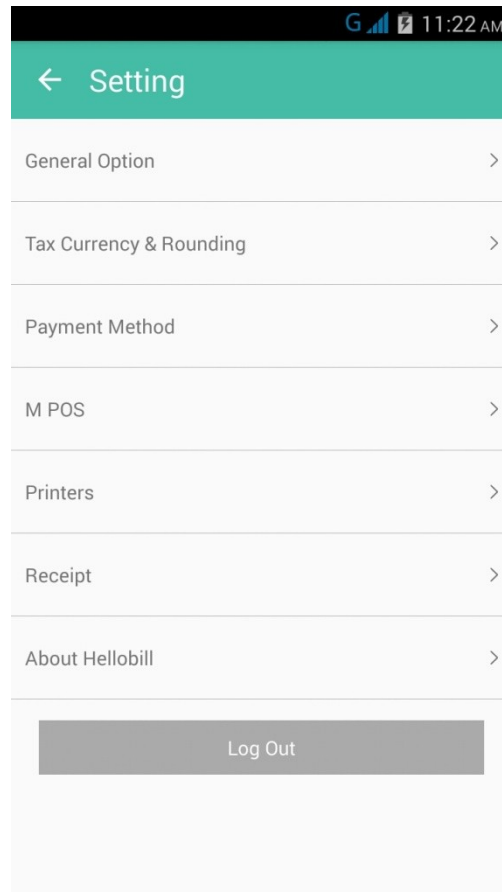 G 11:22 AM
Setting
General Option
Tax Currency & Rounding
Payment Method
M POS
Printers
Receipt
About Hellobill
Log Out